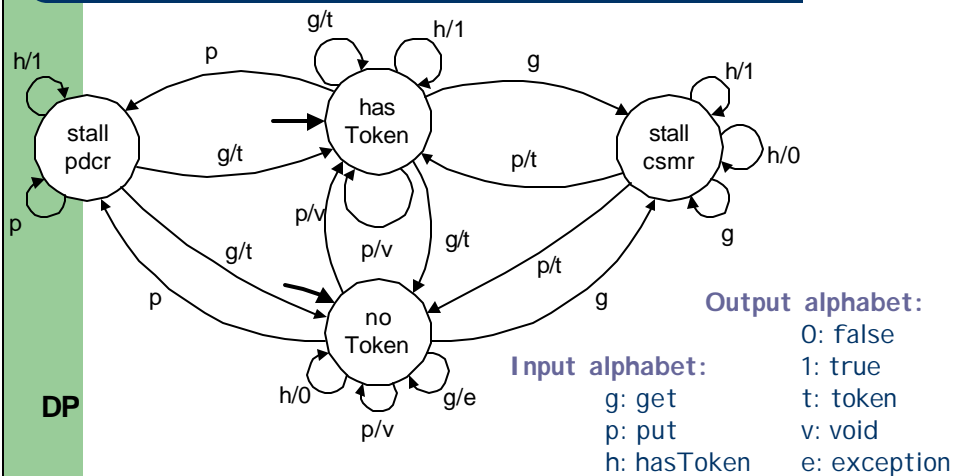 g/t
h/1
p
g
h/1
h/1
has
Token
stall
pdcr
stall
csmr
h/0
g/t
p/t
p
g
p/v
p/v
g/t
g/t
p/t
p
g
no
Token
h/0
g/e
p/v
DP
Input alphabet:
g: get
p: put
h: hasToken
Output alphabet:
0: false
1: true
t: token
v: void
e: exception